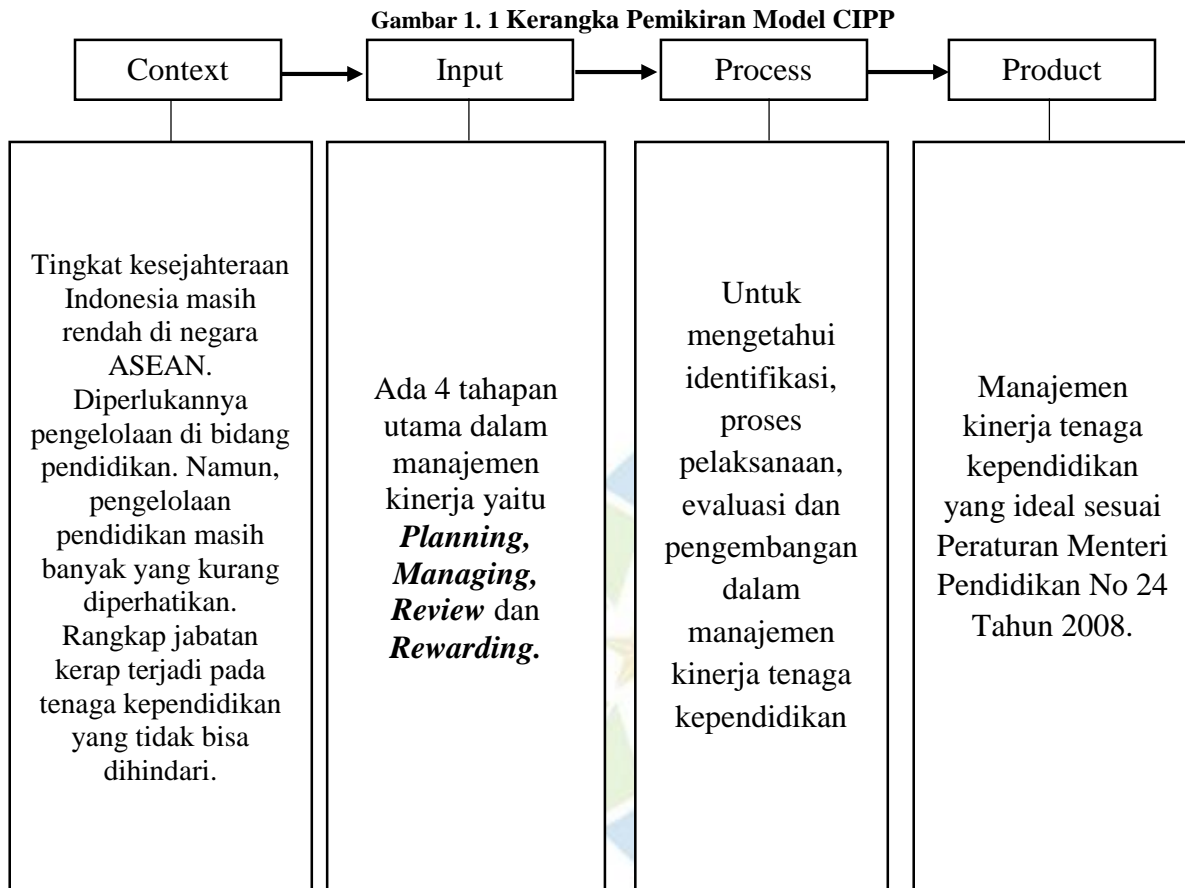 Gambar 1. 1 Kerangka Pemikiran Model CIPP
Context
Input
Process
Product
Tingkat kesejahteraan
Indonesia masih
rendah di negara
ASEAN.
Diperlukannya
pengelolaan di bidang
pendidikan. Namun,
pengelolaan
pendidikan masih
banyak yang kurang
diperhatikan.
Rangkap jabatan
kerap terjadi pada
tenaga kependidikan
yang tidak bisa
dihindari.
Ada 4 tahapan
utama dalam
manajemen
kinerja yaitu
Planning,
Managing,
Review dan
Rewarding.
Untuk
mengetahui
identifikasi,
proses
pelaksanaan,
evaluasi dan
pengembangan
dalam
manajemen
kinerja tenaga
kependidikan
Manajemen
kinerja tenaga
kependidikan
yang ideal sesuai
Peraturan Menteri
Pendidikan No 24
Tahun 2008.